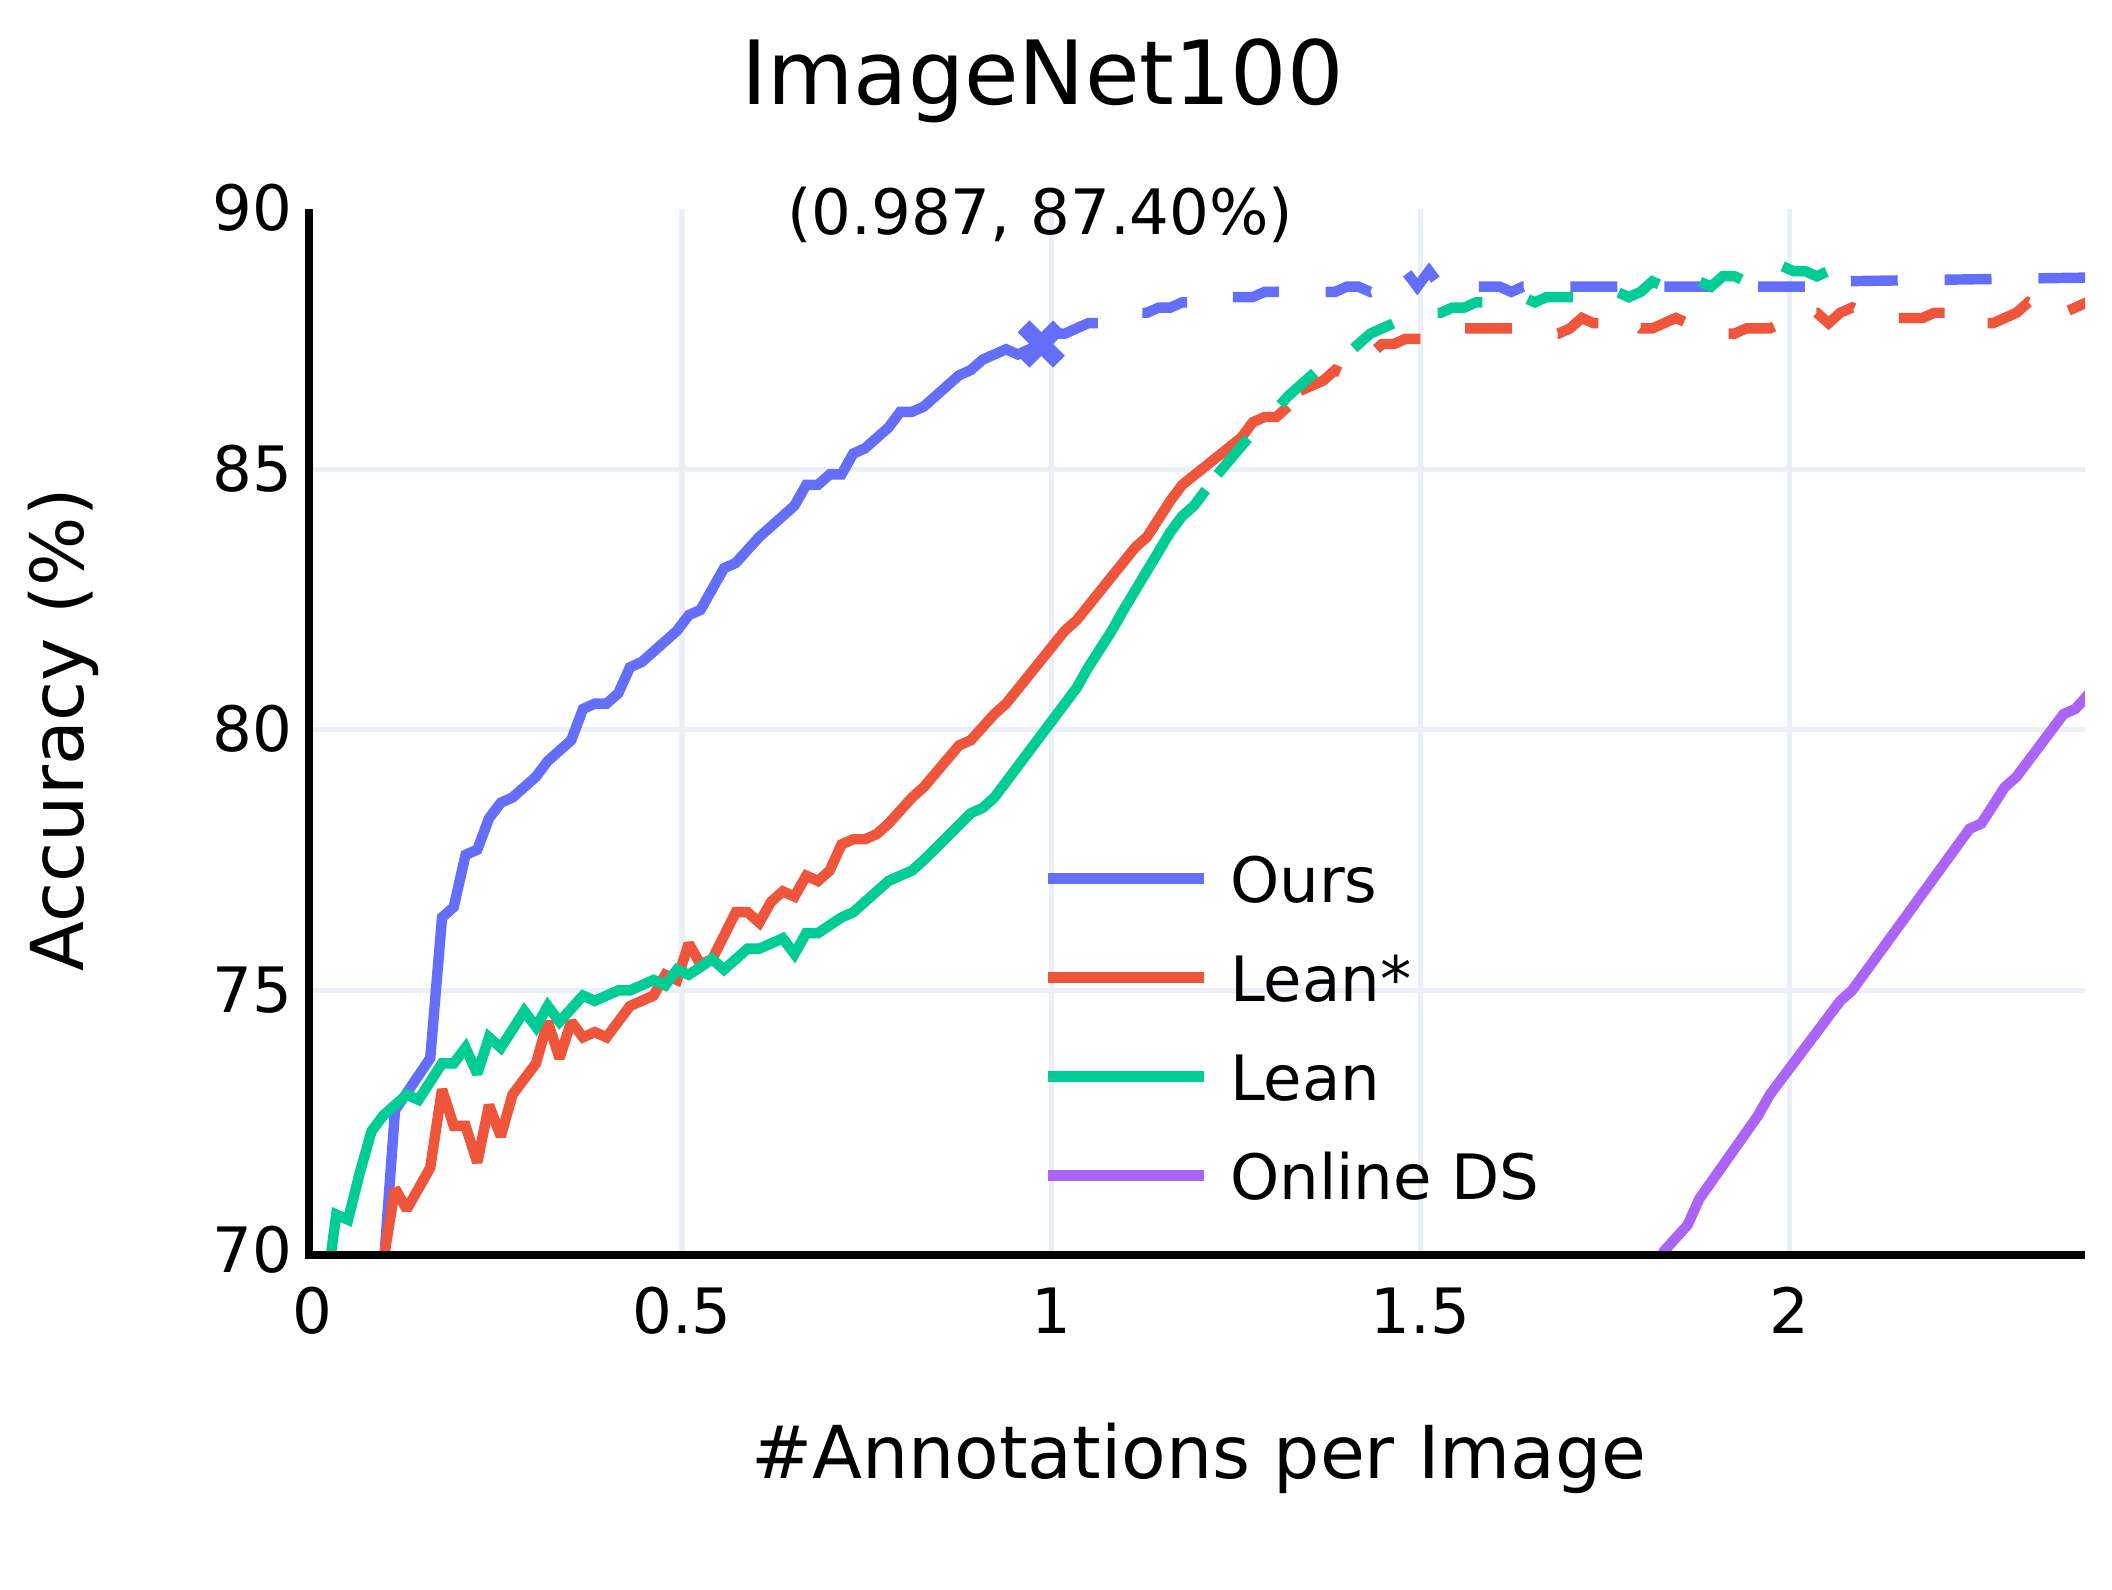 ImageNet100
(0.987, 87.40%)
90
85
80
75
70
Accuracy (%)
Ours
Lean*
Lean
Online DS
0 0.5 1 1.5 2
#Annotations per Image